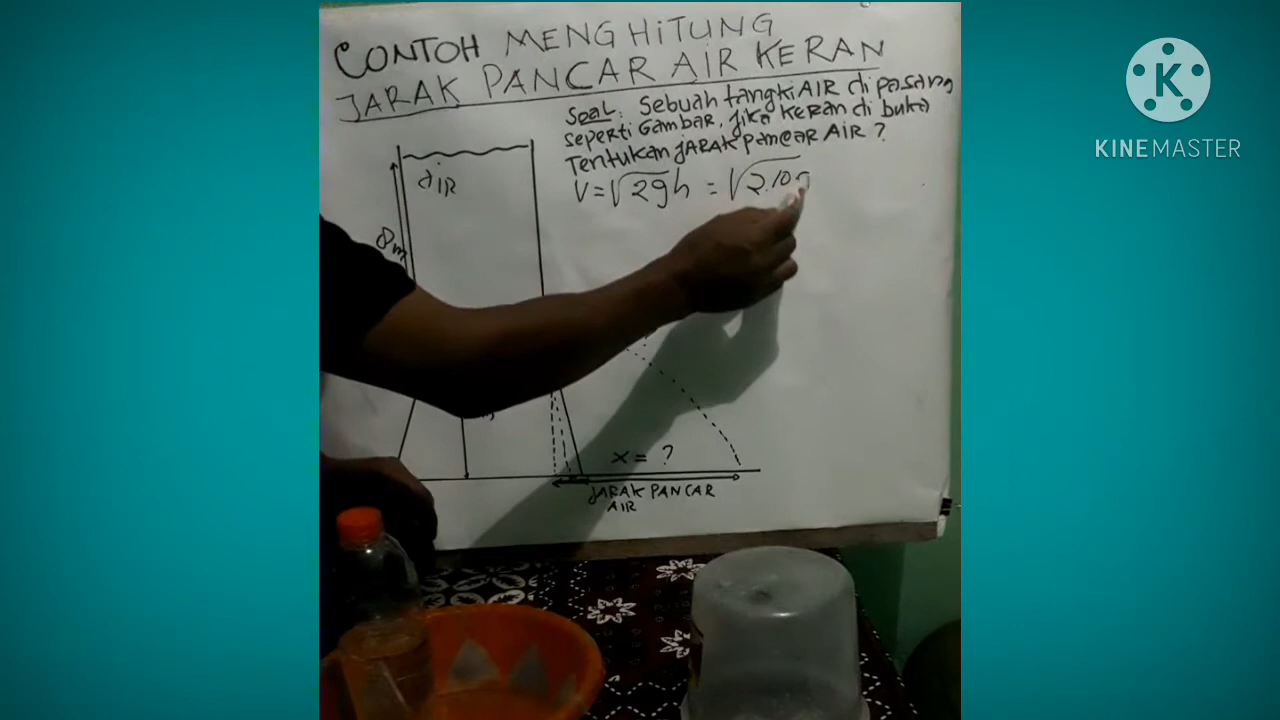 CONTOH MENGHiTUNG
JARAK PANCAR AIR KERAN
SOAL: Sebuah tangki AIR di pasang
seperti Gambar, jika KERAN di buka
TENtukan jARAK pancar AIR ?
AIR
V = √2gh = √2.10
8m
x = ?
JARAK PANCAR
AIR
K
KINEMASTER